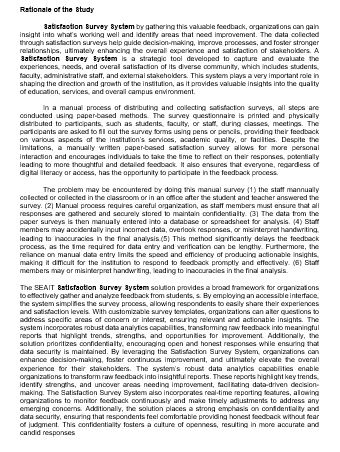 Rationale of the Study
Satisfaction Survey System by gathering this valuable feedback, organizations can gain
insight into what's working well and identify areas that need improvement. The data collected
through satisfaction surveys help guide decision-making, improve processes, and foster stronger
relationships, ultimately enhancing the overall experience and satisfaction of stakeholders. A
Satisfaction Survey System is a strategic tool developed to capture and evaluate the
experiences, needs, and overall satisfaction of its diverse community, which includes students,
faculty, administrative staff, and external stakeholders. This system plays a very important role in
shaping the direction and growth of the institution, as it provides valuable insights into the quality
of education, services, and overall campus environment.
In a manual process of distributing and collecting satisfaction surveys, all steps are
conducted using paper-based methods. The survey questionnaire is printed and physically
distributed to participants, such as students, faculty, or staff, during classes, meetings. The
participants are asked to fill out the survey forms using pens or pencils, providing their feedback
on various aspects of the institution's services, academic quality, or facilities. Despite the
limitations, a manually written paper-based satisfaction survey allows for more personal
interaction and encourages individuals to take the time to reflect on their responses, potentially
leading to more thoughtful and detailed feedback. It also ensures that everyone, regardless of
digital literacy or access, has the opportunity to participate in the feedback process.
The problem may be encountered by doing this manual survey (1) the staff mannually
collected or collected in the classroom or in an office after the student and teacher answered the
survey. (2) Manual process requires careful organization, as staff members must ensure that all
responses are gathered and securely stored to maintain confidentiality. (3) The data from the
paper surveys is then manually entered into a database or spreadsheet for analysis. (4) Staff
members may accidentally input incorrect data, overlook responses, or misinterpret handwriting,
leading to inaccuracies in the final analysis.(5) This method significantly delays the feedback
process, as the time required for data entry and verification can be lengthy. Furthermore, the
reliance on manual data entry limits the speed and efficiency of producing actionable insights,
making it difficult for the institution to respond to feedback promptly and effectively. (6) Staff
members may or misinterpret handwriting, leading to inaccuracies in the final analysis.
The SEAIT Satisfaction Survey System solution provides a broad framework for organizations
to effectively gather and analyze feedback from students, s. By employing an accessible interface,
the system simplifies the survey process, allowing respondents to easily share their experiences
and satisfaction levels. With customizable survey templates, organizations can alter questions to
address specific areas of concern or interest, ensuring relevant and actionable insights. The
system incorporates robust data analytics capabilities, transforming raw feedback into meaningful
reports that highlight trends, strengths, and opportunities for improvement. Additionally, the
solution prioritizes confidentiality, encouraging open and honest responses while ensuring that
data security is maintained. By leveraging the Satisfaction Survey System, organizations can
enhance decision-making, foster continuous improvement, and ultimately elevate the overall
experience for their stakeholders. The system's robust data analytics capabilities enable
organizations to transform raw feedback into insightful reports. These reports highlight key trends,
identify strengths, and uncover areas needing improvement, facilitating data-driven decision-
making. The Satisfaction Survey System also incorporates real-time reporting features, allowing
organizations to monitor feedback continuously and make timely adjustments to address any
emerging concerns. Additionally, the solution places a strong emphasis on confidentiality and
data security, ensuring that respondents feel comfortable providing honest feedback without fear
of judgment. This confidentiality fosters a culture of openness, resulting in more accurate and
candid responses